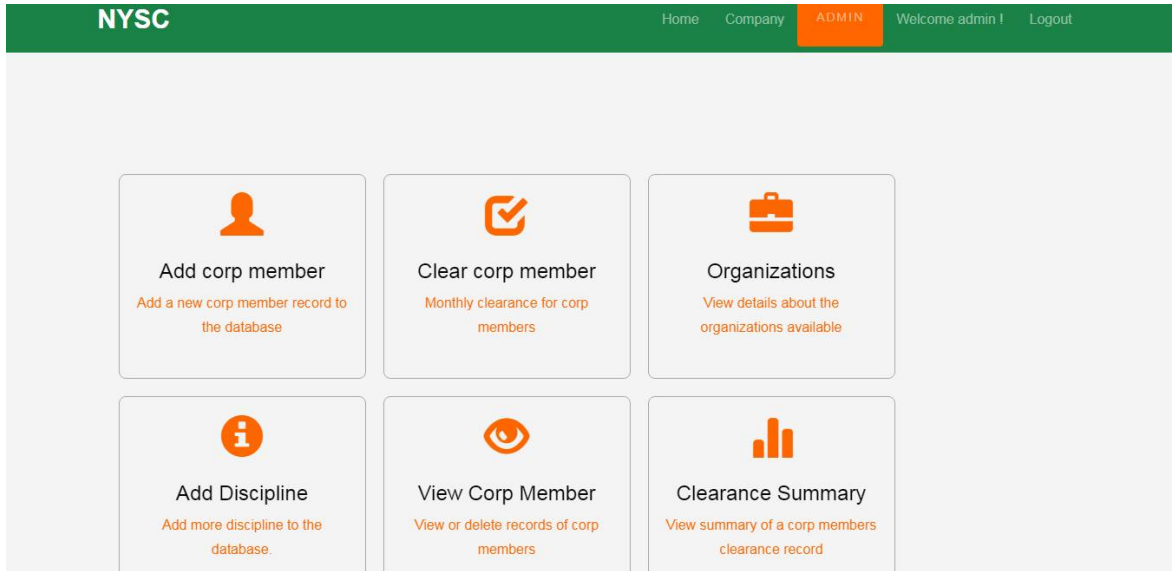 NYSC
Home Company ADMIN Welcome admin ! Logout
Add corp member
Add a new corp member record to
the database
Clear corp member
Monthly clearance for corp
members
Organizations
View details about the
organizations available
Add Discipline
Add more discipline to the
database.
View Corp Member
View or delete records of corp
members
Clearance Summary
View summary of a corp members
clearance record